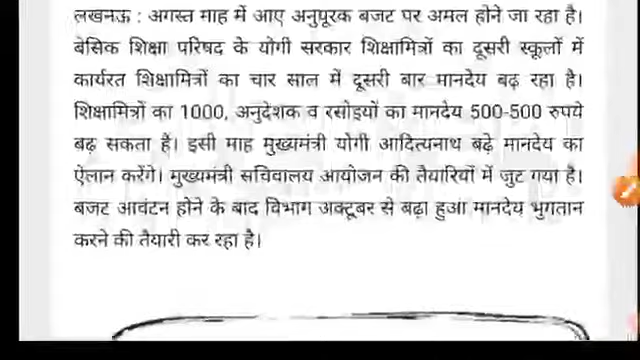 लखनऊ : अगस्त माह में आए अनुपूरक बजट पर अमल होने जा रहा है।
बेसिक शिक्षा परिषद के योगी सरकार शिक्षामित्रों का दूसरी स्कूलों में
कार्यरत शिक्षामित्रों का चार साल में दूसरी बार मानदेय बढ़ रहा है।
शिक्षामित्रों का 1000, अनुदेशक व रसोइयों का मानदेय 500-500 रुपये
बढ़ सकता है। इसी माह मुख्यमंत्री योगी आदित्यनाथ बढ़े मानदेय का
ऐलान करेंगे। मुख्यमंत्री सचिवालय आयोजन की तैयारियों में जुट गया है।
बजट आवंटन होने के बाद विभाग अक्टूबर से बढ़ा हुआ मानदेय भुगतान
करने की तैयारी कर रहा है।